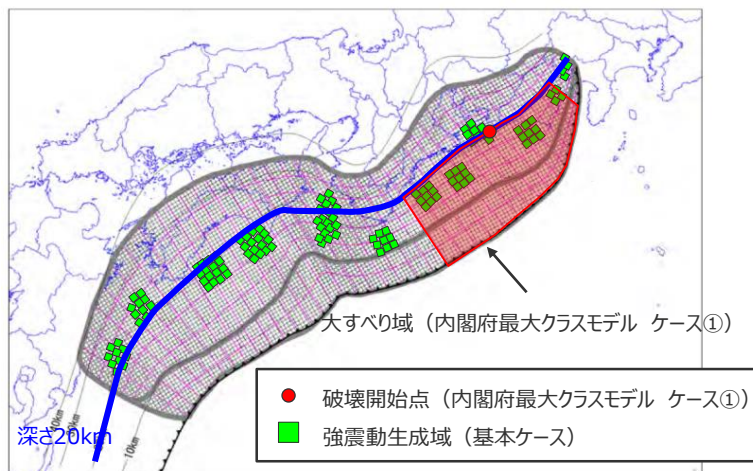 大すべり域（内閣府最大クラスモデル ケース①）
破壊開始点（内閣府最大クラスモデル ケース①）
強震動生成域（基本ケース）
深さ20km
10km